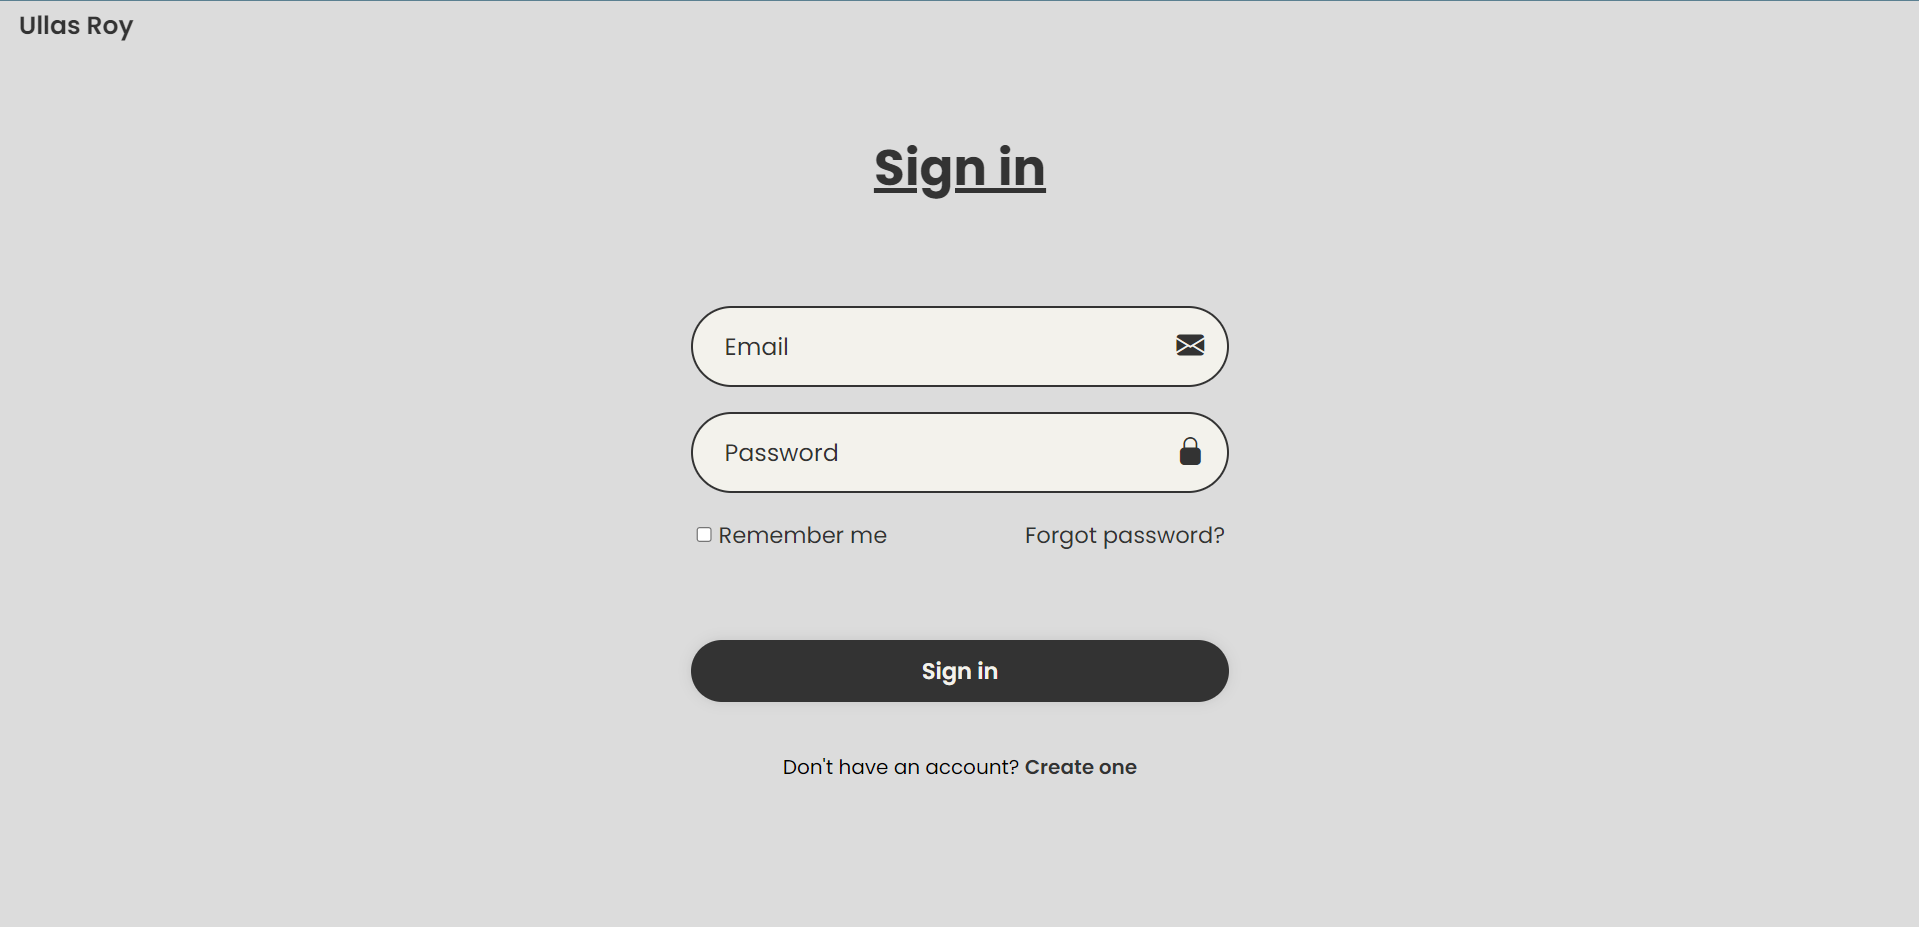 Ullas Roy
Sign in
Email
Password
Remember me
Forgot password?
Sign in
Don't have an account? Create one